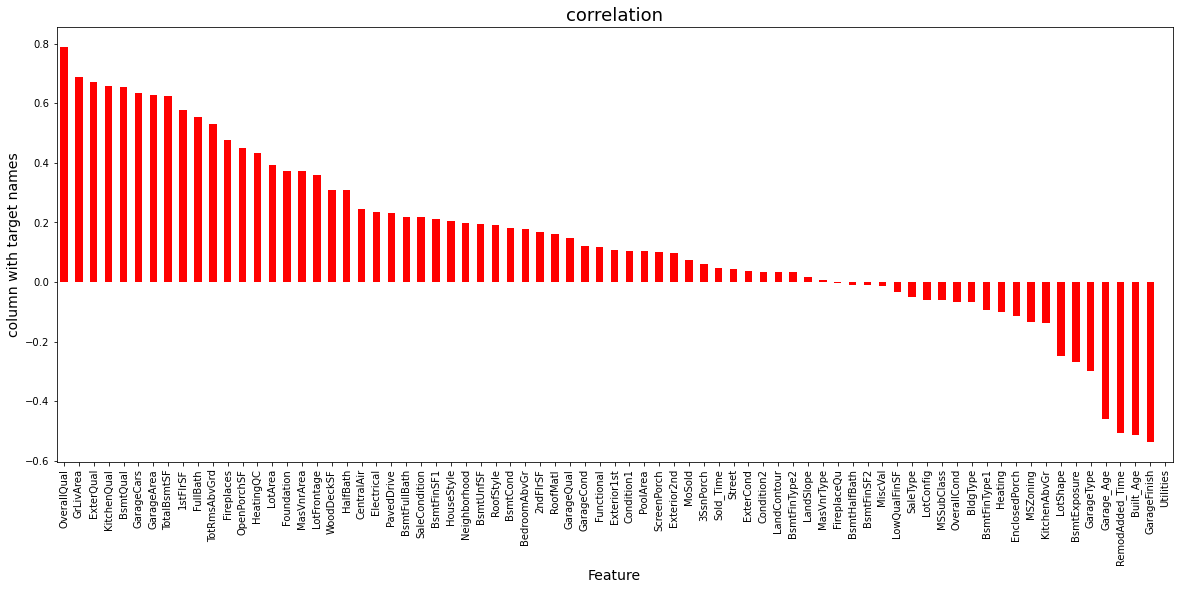 correlation
column with target names
0.8
0.6
0.4
0.2
0.0
−0.2
−0.4
−0.6
OverallQual
GrLivArea
ExterQual
KitchenQual
BsmtQual
GarageCars
GarageArea
TotalBsmtSF
1stFlrSF
FullBath
TotRmsAbvGrd
Fireplaces
OpenPorchSF
HeatingQC
LotArea
Foundation
MasVnrArea
LotFrontage
WoodDeckSF
HalfBath
CentralAir
Electrical
PavedDrive
BsmtFullBath
SaleCondition
BsmtFinSF1
HouseStyle
Neighborhood
BsmtUnfSF
RoofStyle
BsmtCond
BedroomAbvGr
2ndFlrSF
RoofMatl
GarageQual
GarageCond
Functional
Exterior1st
Condition1
PoolArea
ScreenPorch
Exterior2nd
MoSold
3SsnPorch
Sold_Time
Street
ExterCond
Condition2
LandContour
BsmtFinType2
LandSlope
MasVnrType
FireplaceQu
BsmtHalfBath
BsmtFinSF2
MiscVal
LowQualFinSF
SaleType
LotConfig
MSSubClass
OverallCond
BldgType
BsmtFinType1
Heating
EnclosedPorch
MSZoning
KitchenAbvGr
LotShape
BsmtExposure
GarageType
Garage_Age
RemodAdded_Time
Built_Age
GarageFinish
Utilities
Feature